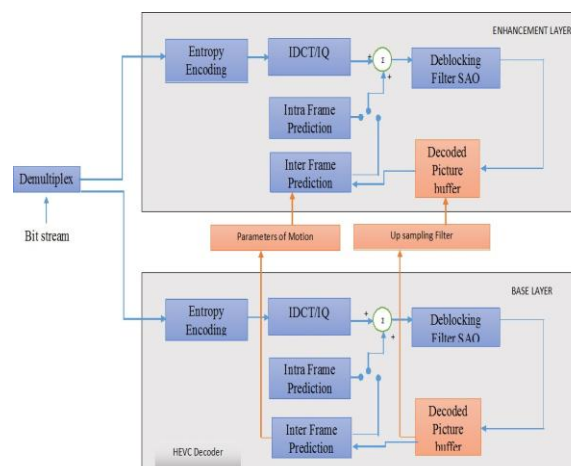 ENHANCEMENT LAYER
Entropy
Encoding
IDCT/IQ
+
Σ
+
Deblocking
Filter SAO
Intra Frame
Prediction
Inter Frame
Prediction
Decoded
Picture
buffer
Demultiplex
Bit stream
Parameters of Motion
Up sampling Filter
BASE LAYER
Entropy
Encoding
IDCT/IQ
+
Σ
+
Deblocking
Filter SAO
Intra Frame
Prediction
Inter Frame
Prediction
Decoded
Picture
buffer
HEVC Decoder